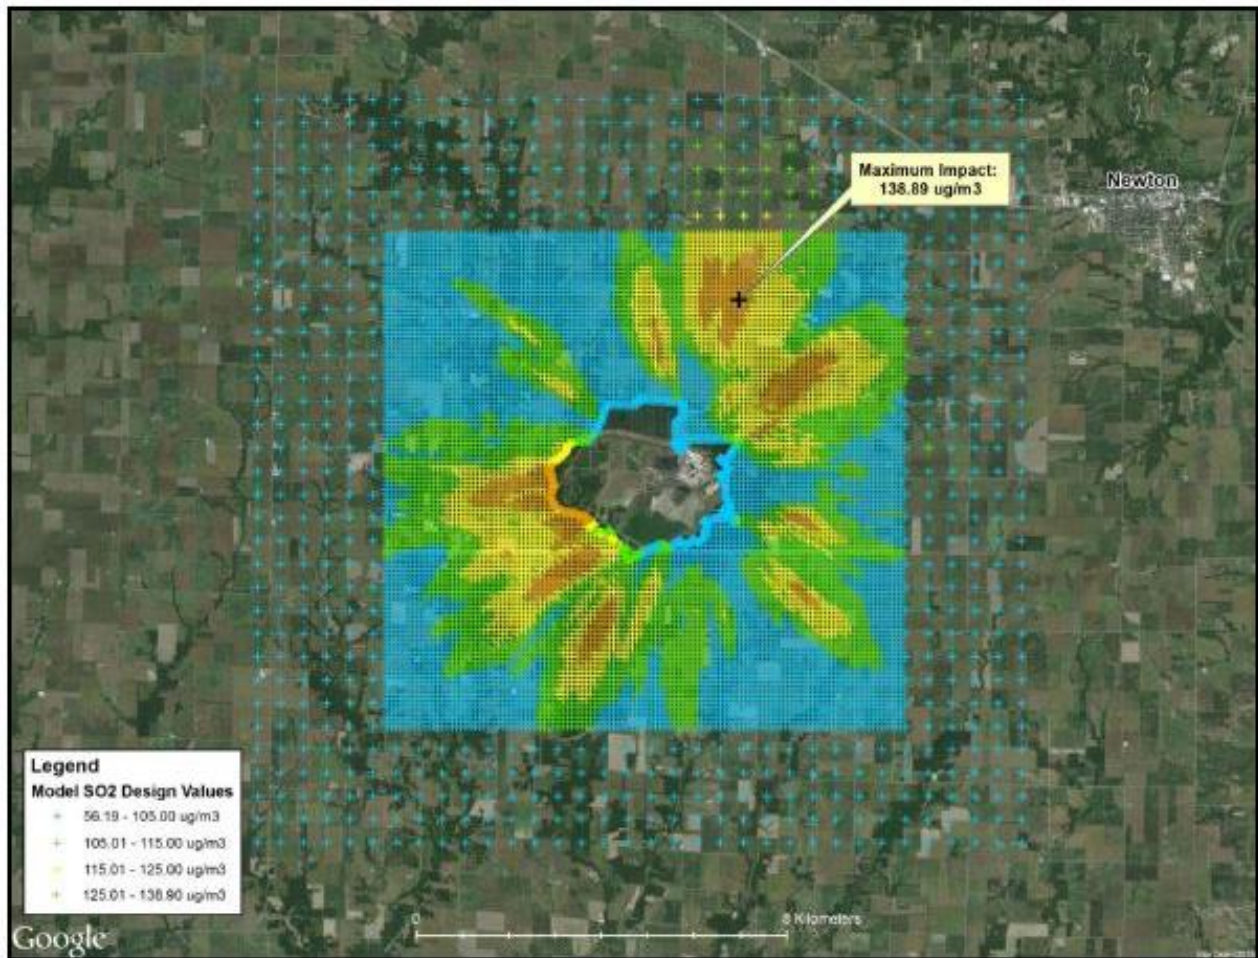 Maximum Impact:
138.89 ug/m3
Newton
Legend
Model SO2 Design Values
56.19 - 105.00 ug/m3
105.01 - 115.00 ug/m3
115.01 - 125.00 ug/m3
125.01 - 138.90 ug/m3
0
4
8 Kilometers
Google